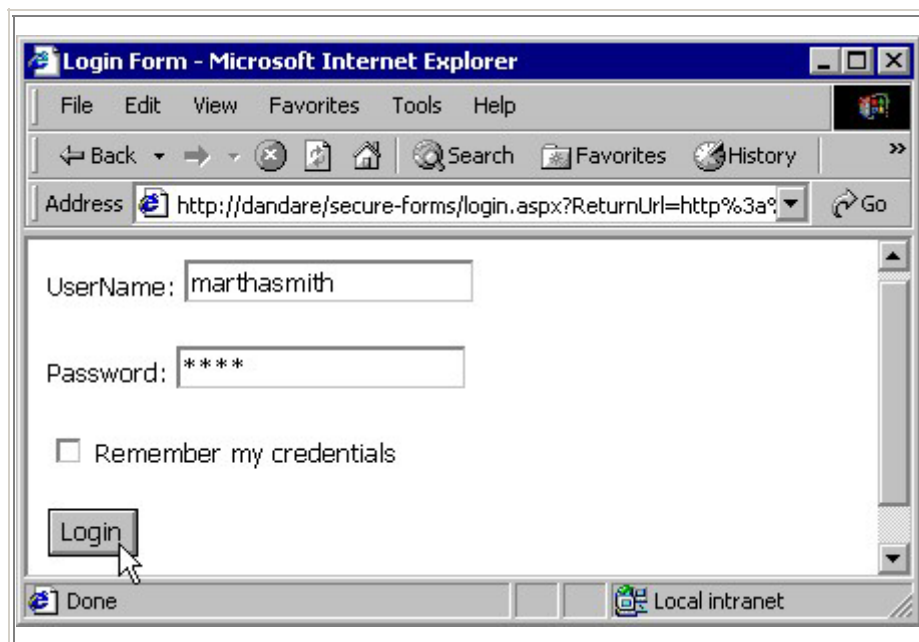 Login Form - Microsoft Internet Explorer
File Edit View Favorites Tools Help
Back Search Favorites History »
Address http://dandare/secure-forms/login.aspx?ReturnUrl=http%3a% Go
UserName: marthasmith
Password: ****
Remember my credentials
Login
Done Local intranet